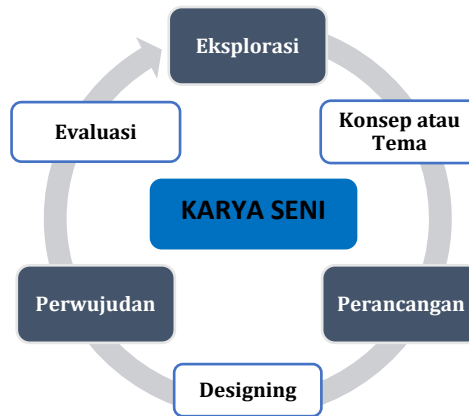 Eksplorasi
Konsep atau
Tema
Perancangan
Designing
Perwujudan
Evaluasi
KARYA SENI